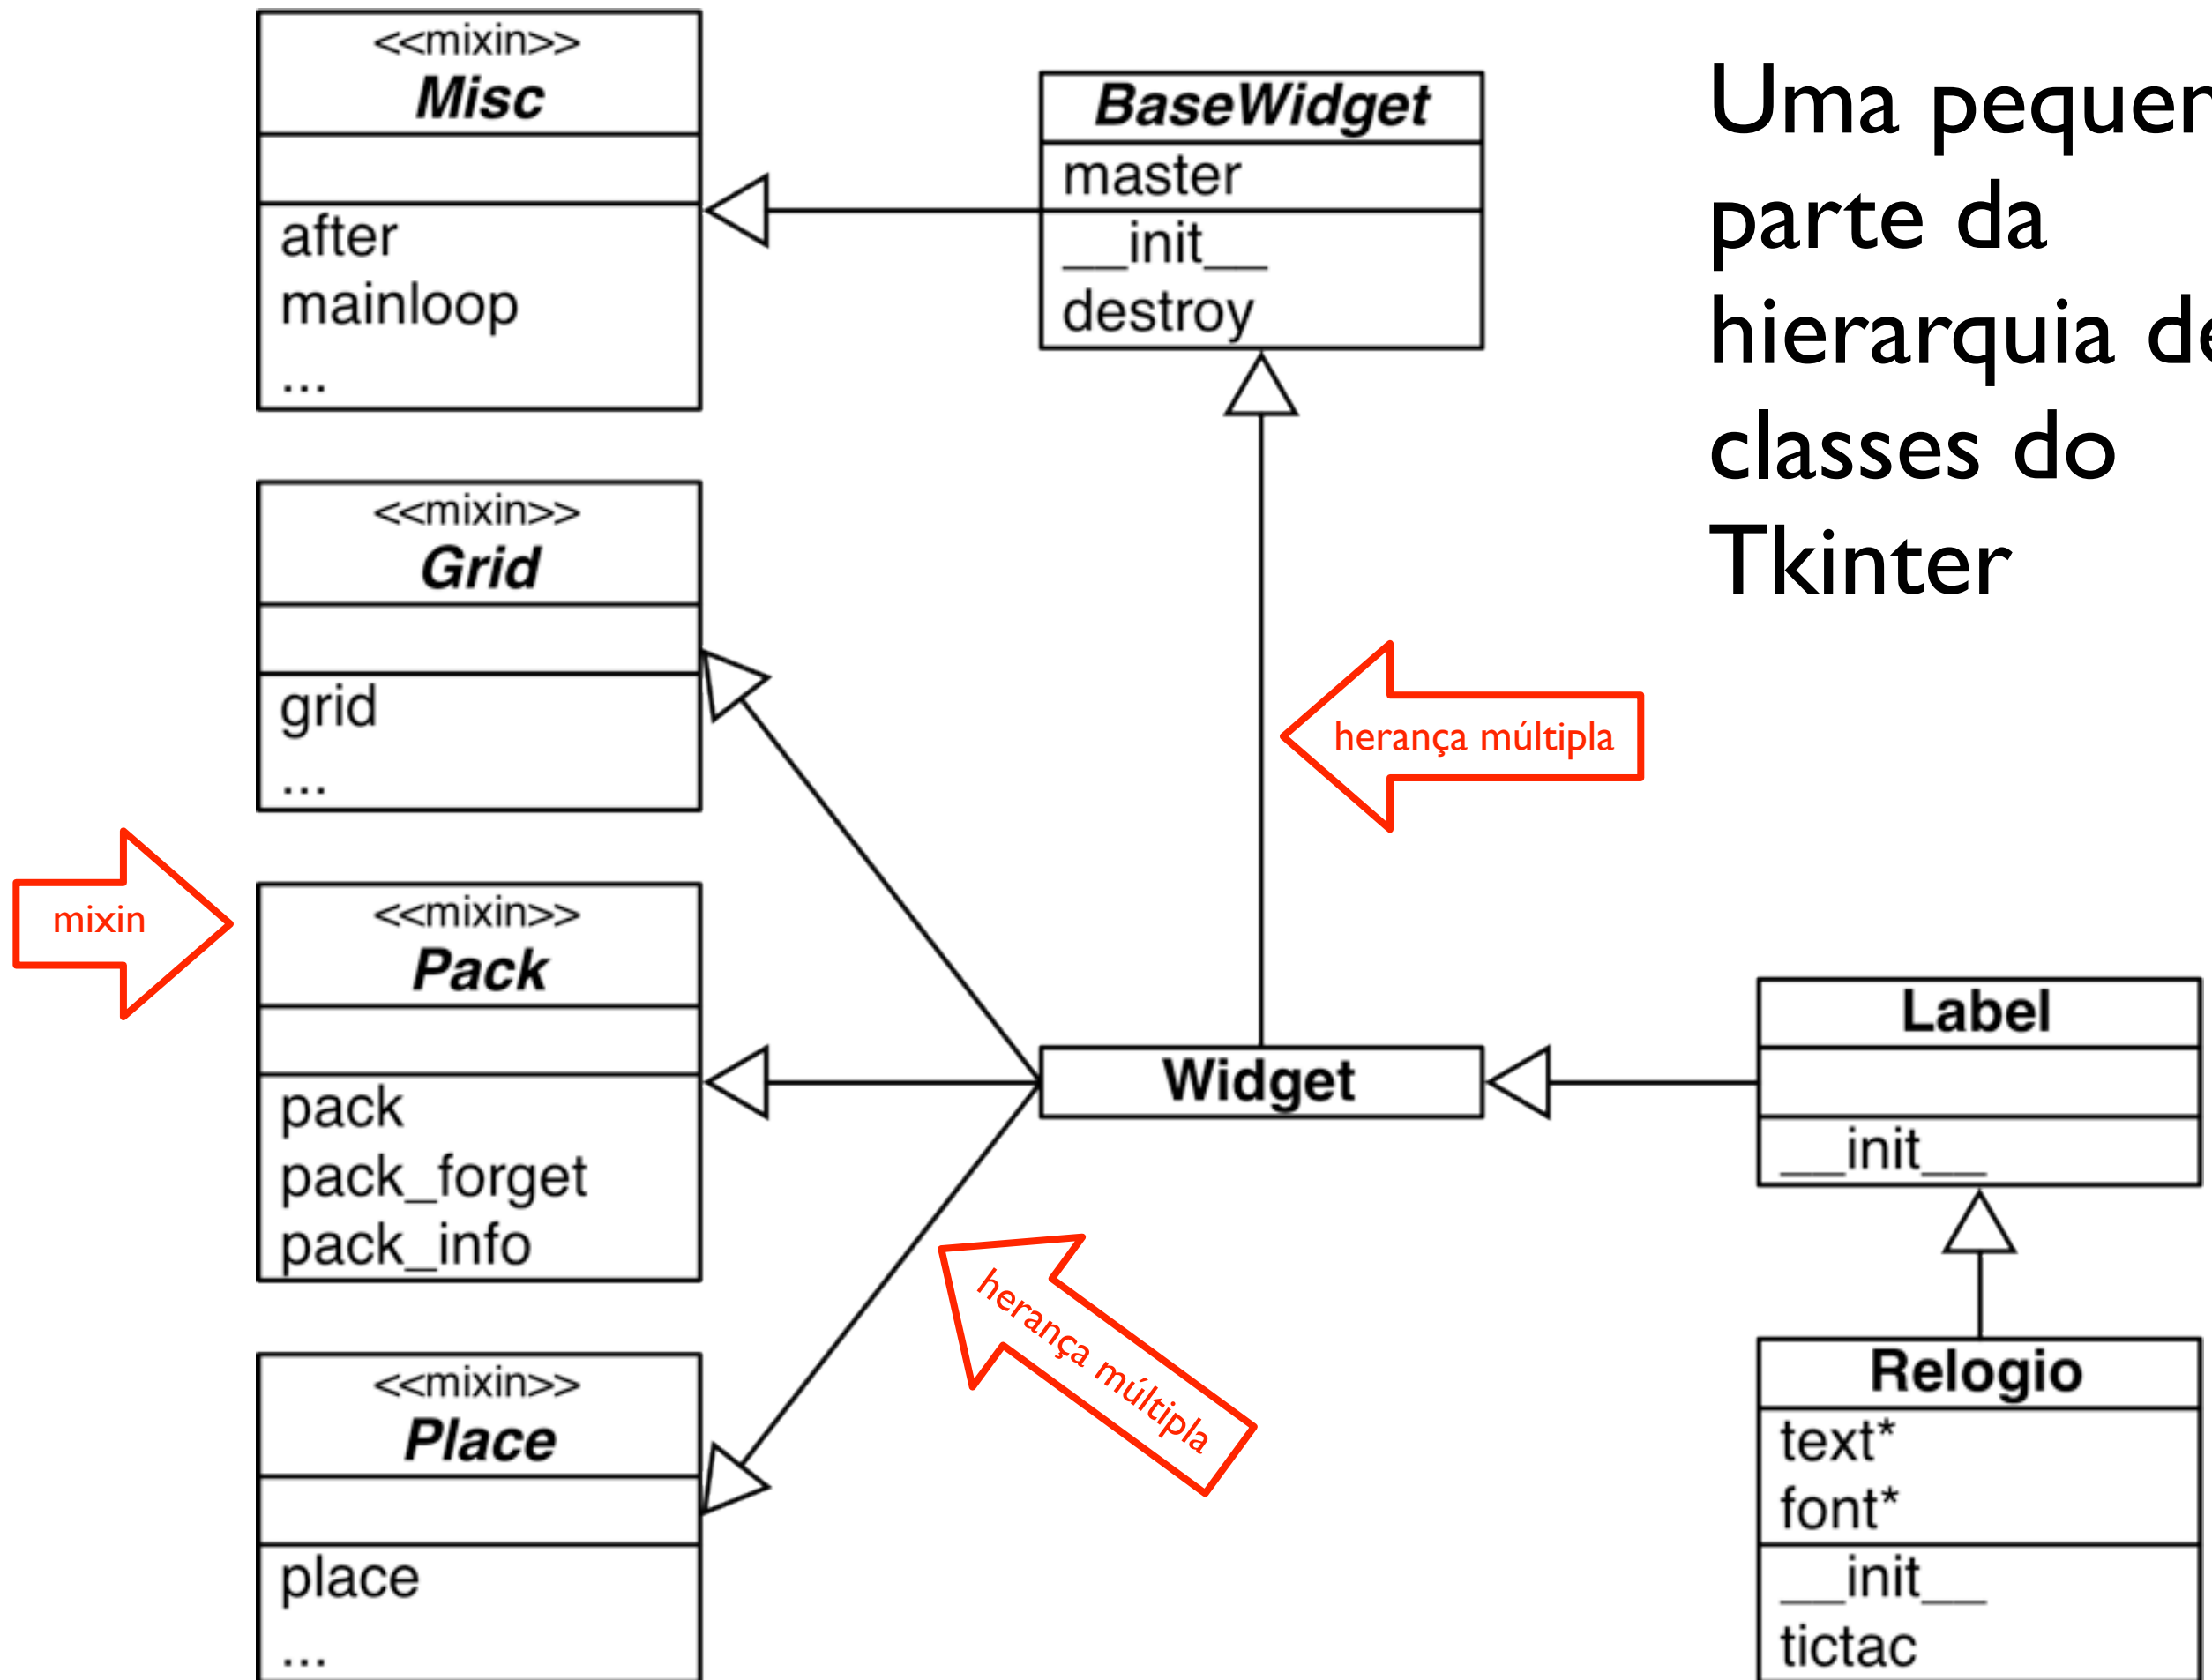 <<mixin>>
Misc
after
mainloop
...
BaseWidget
master
__init__
destroy
Uma
parte da
hierarquia
classes do
Tkinter
<<mixin>>
Grid
grid
...
herança múltipla
mixin
<<mixin>>
Pack
pack
pack_forget
pack_info
Widget
Label
__init__
herança múltipla
<<mixin>>
Place
place
...
Relogio
text*
font*
__init__
tictac